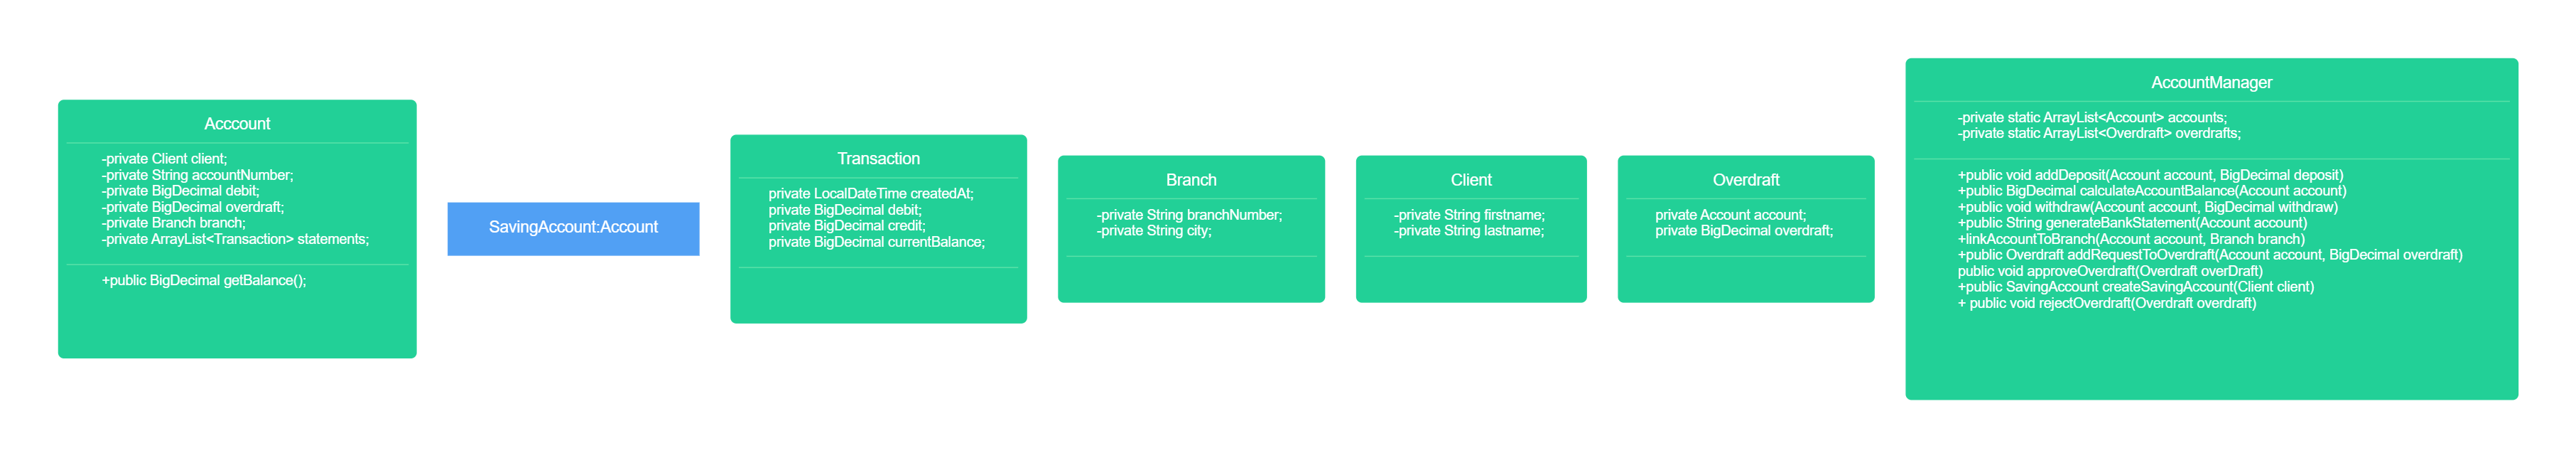 Acccount
-private Client client;
-private String accountNumber;
-private BigDecimal debit;
-private BigDecimal overdraft;
-private Branch branch;
-private ArrayList<Transaction> statements;
+public BigDecimal getBalance();
SavingAccount:Account
Transaction
private LocalDateTime createdAt;
private BigDecimal debit;
private BigDecimal credit;
private BigDecimal currentBalance;
Branch
-private String branchNumber;
-private String city;
Client
-private String firstname;
-private String lastname;
Overdraft
private Account account;
private BigDecimal overdraft;
AccountManager
-private static ArrayList<Account> accounts;
-private static ArrayList<Overdraft> overdrafts;
+public void addDeposit(Account account, BigDecimal deposit)
+public BigDecimal calculateAccountBalance(Account account)
+public void withdraw(Account account, BigDecimal withdraw)
+public String generateBankStatement(Account account)
+linkAccountToBranch(Account account, Branch branch)
+public Overdraft addRequestToOverdraft(Account account, BigDecimal overdraft)
public void approveOverdraft(Overdraft overDraft)
+public SavingAccount createSavingAccount(Client client)
+ public void rejectOverdraft(Overdraft overdraft)